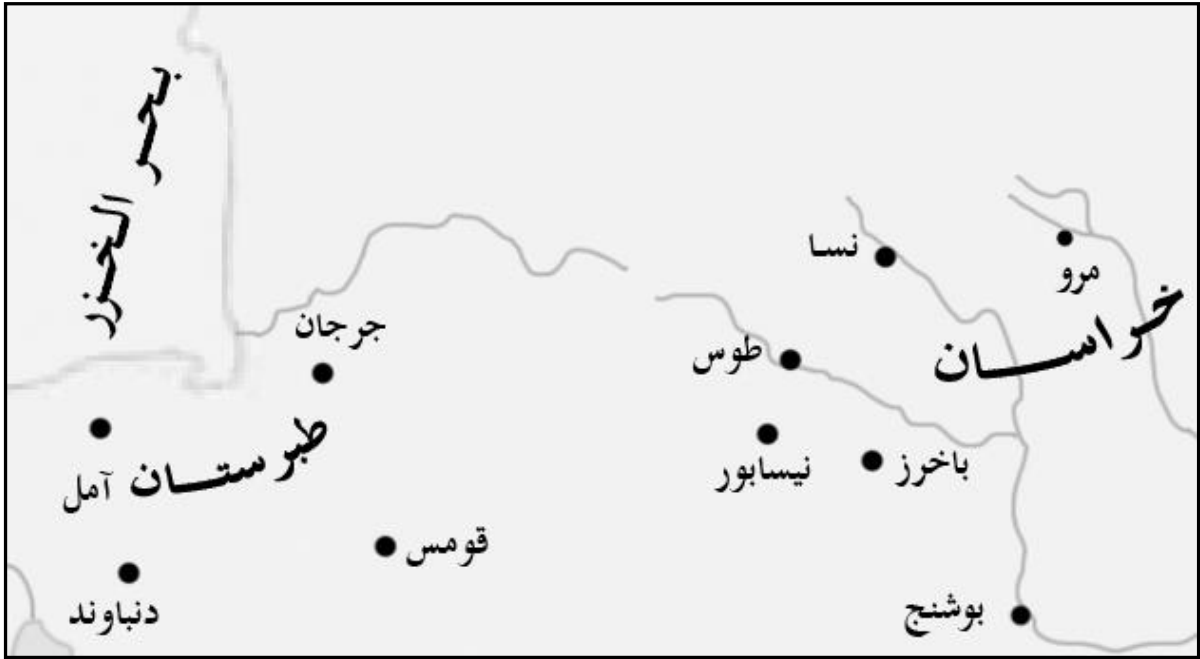 بحر الخزر
نسا
مرو
خراسان
جرجان
طوس
طبرستان
آمل
نيسابور
باخرز
قومس
دنباوند
بوشنج